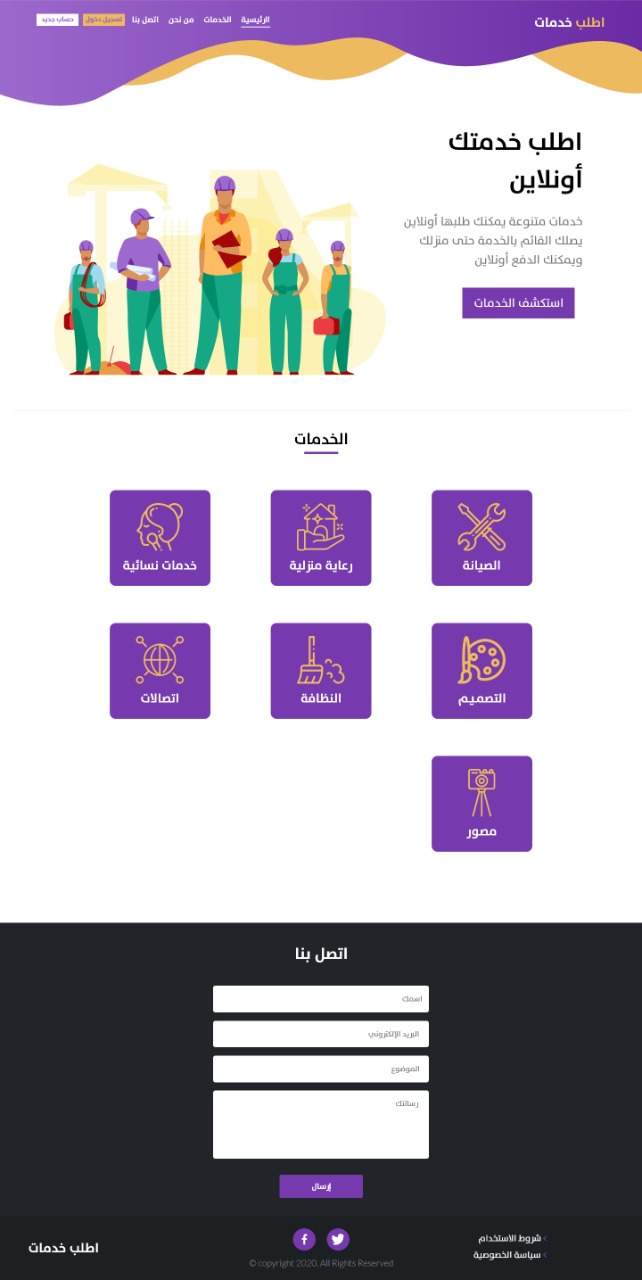 اطلب خدمات
الرئيسية
الخدمات
من نحن
اتصل بنا
تسجيل دخول
حساب جديد
اطلب خدمتك
أونلاين
خدمات متنوعة يمكنك طلبها أونلاين
يصلك القائم بالخدمة حتى منزلك
ويمكنك الدفع أونلاين
استكشف الخدمات
الخدمات
الصيانة
رعاية منزلية
خدمات نسائية
التصميم
النظافة
اتصالات
مصور
اتصل بنا
اسمك
البريد الإلكتروني
الموضوع
رسالتك
إرسال
شروط الاستخدام
سياسة الخصوصية
© copyright 2020. All Rights Reserved
اطلب خدمات